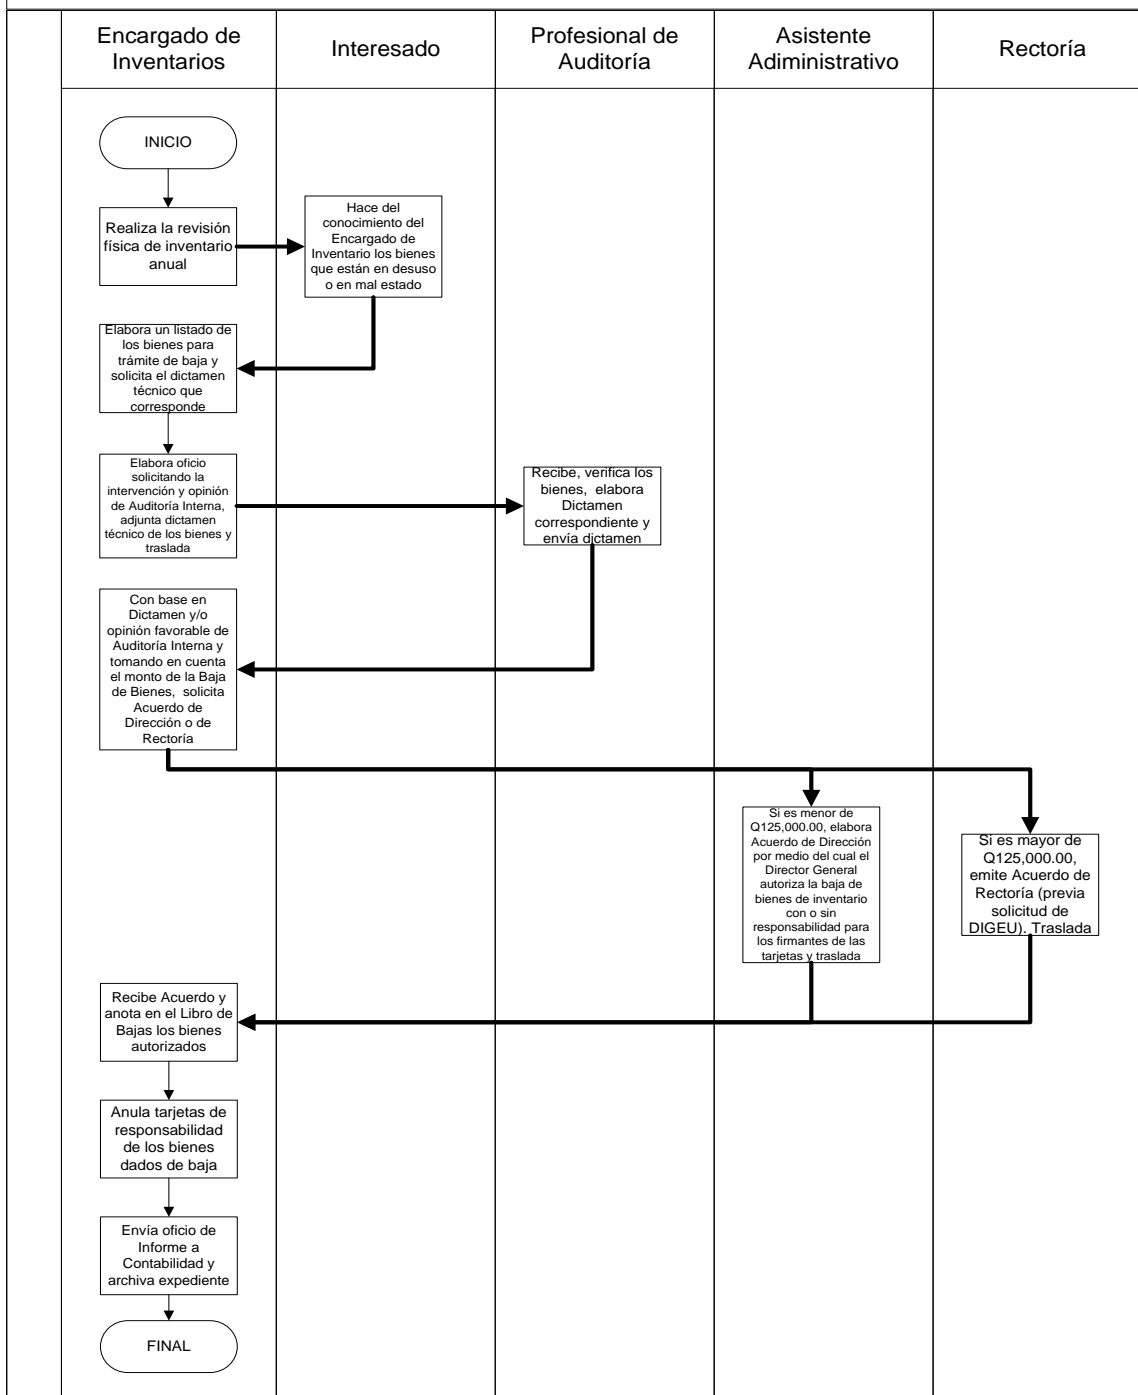 Encargado de
Inventarios
Interesado
Profesional de
Auditoría
Asistente
Adiministrativo
Rectoría
INICIO
Realiza la revisión
física de inventario
anual
Hace del
conocimiento del
Encargado de
Inventario los bienes
que están en desuso
o en mal estado
Elabora un listado de
los bienes para
trámite de baja y
solicita el dictamen
técnico que
corresponde
Elabora oficio
solicitando la
intervención y opinión
de Auditoría Interna,
adjunta dictamen
técnico de los bienes y
traslada
Recibe, verifica los
bienes, elabora
Dictamen
correspondiente y
envía dictamen
Con base en
Dictamen y/o
opinión favorable de
Auditoría Interna y
tomando en cuenta
el monto de la Baja
de Bienes, solicita
Acuerdo de
Dirección o de
Rectoría
Si es menor de
Q125,000.00, elabora
Acuerdo de Dirección
por medio del cual el
Director General
autoriza la baja de
bienes de inventario
con o sin
responsabilidad para
los firmantes de las
tarjetas y traslada
Si es mayor de
Q125,000.00,
emite Acuerdo de
Rectoría (previa
solicitud de
DIGEU). Traslada
Recibe Acuerdo y
anota en el Libro de
Bajas los bienes
autorizados
Anula tarjetas de
responsabilidad
de los bienes
dados de baja
Envía oficio de
Informe a
Contabilidad y
archiva expediente
FINAL